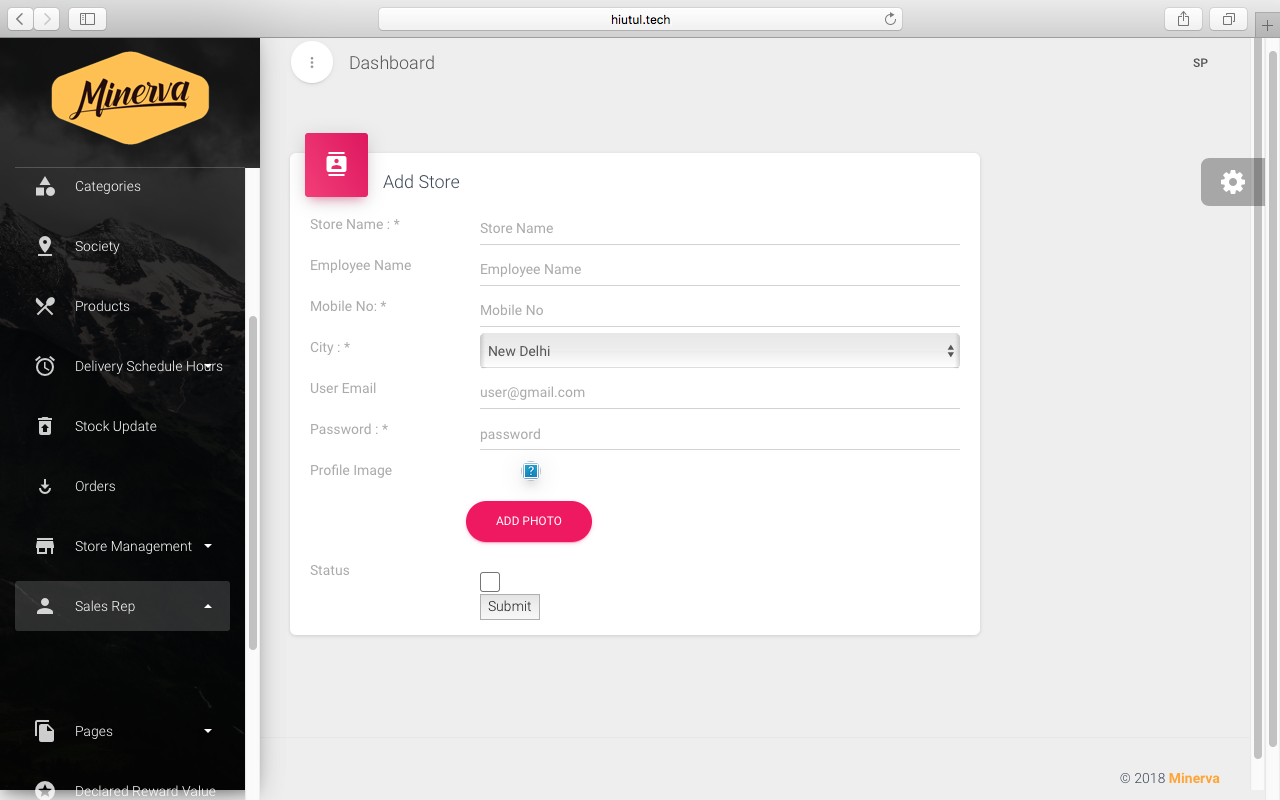 hiutul.tech
Minerva
Dashboard
SP
Categories
Society
Products
Delivery Schedule Hours
Stock Update
Orders
Store Management
Sales Rep
Pages
Declared Reward Value
Add Store
Store Name : *
Store Name
Employee Name
Employee Name
Mobile No: *
Mobile No
City : *
New Delhi
User Email
user@gmail.com
Password : *
password
Profile Image
?
ADD PHOTO
Status
Submit
© 2018 Minerva